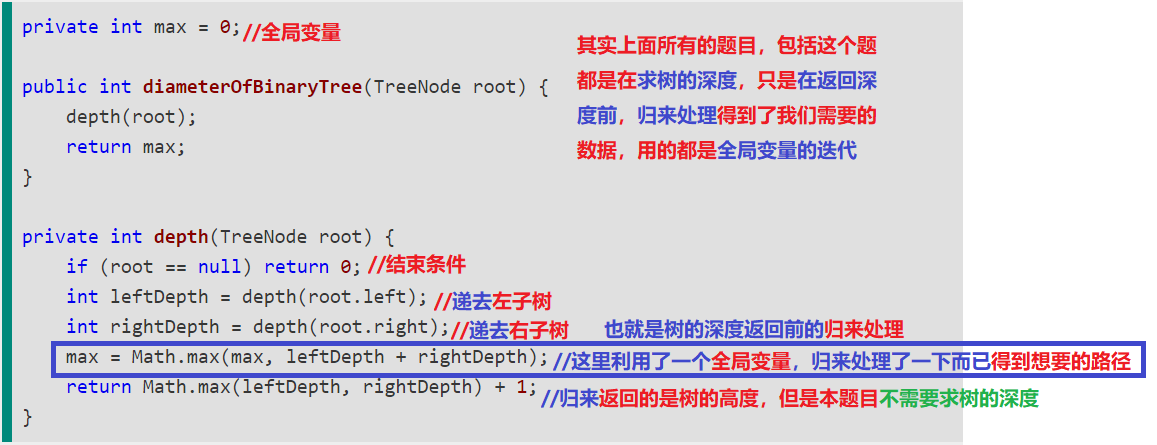 private int max = 0;//全局变量
其实上面所有的题目，包括这个题
都是在求树的深度，只是在返回深
度前，归来处理得到了我们需要的
数据，用的都是全局变量的迭代
public int diameterOfBinaryTree(TreeNode root) {
depth(root);
return max;
}
private int depth(TreeNode root) {
if (root == null) return 0; //结束条件
int leftDepth = depth(root.left); //递去左子树
int rightDepth = depth(root.right);//递去右子树 也就是树的深度返回前的归来处理
max = Math.max(max, leftDepth + rightDepth); //这里利用了一个全局变量，归来处理了一下而已得到想要的路径
return Math.max(leftDepth, rightDepth) + 1; //归来返回的是树的高度，但是本题目不需要求树的深度
}